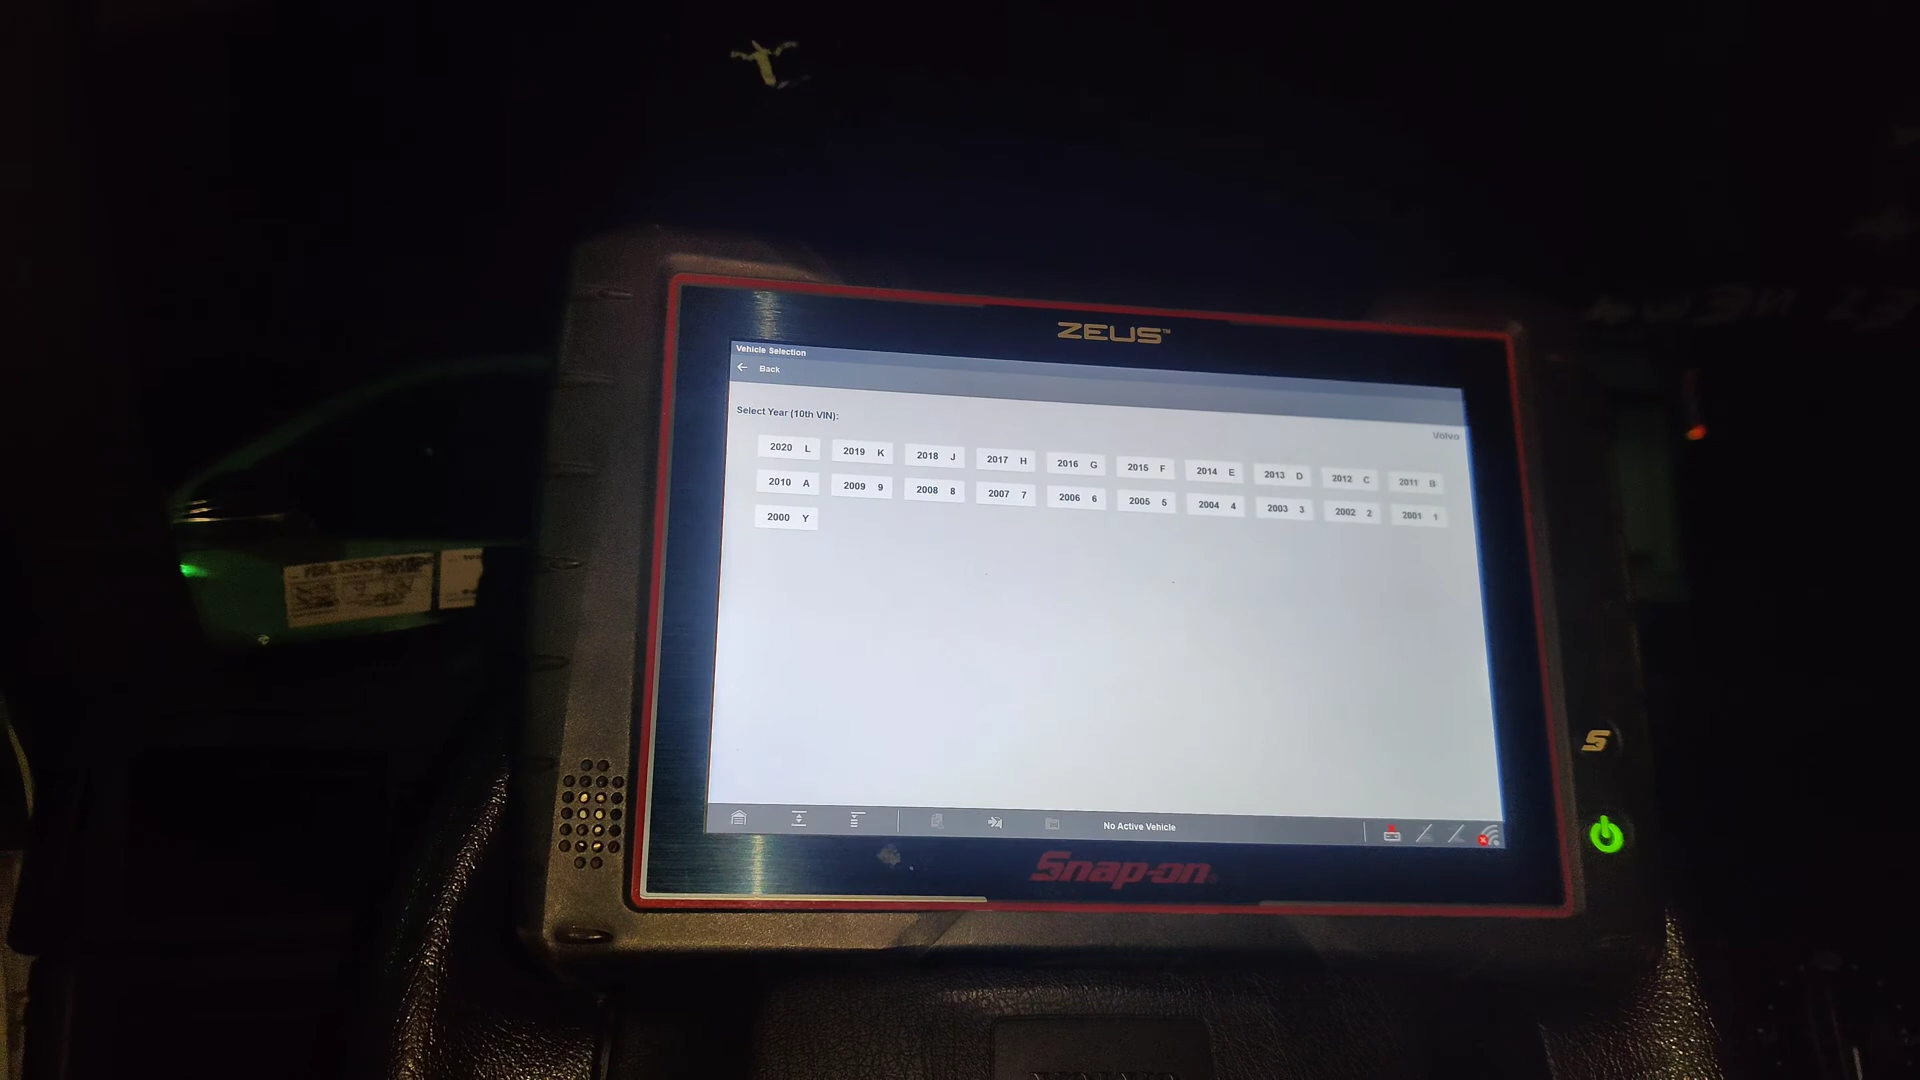 ZEUS™
Vehicle Selection
← Back
Select Year (10th VIN):
Volvo
2020 L 2019 K 2018 J 2017 H 2016 G 2015 F 2014 E 2013 D 2012 C 2011 B
2010 A 2009 9 2008 8 2007 7 2006 6 2005 5 2004 4 2003 3 2002 2 2001 1
2000 Y
No Active Vehicle
Snap-on
S